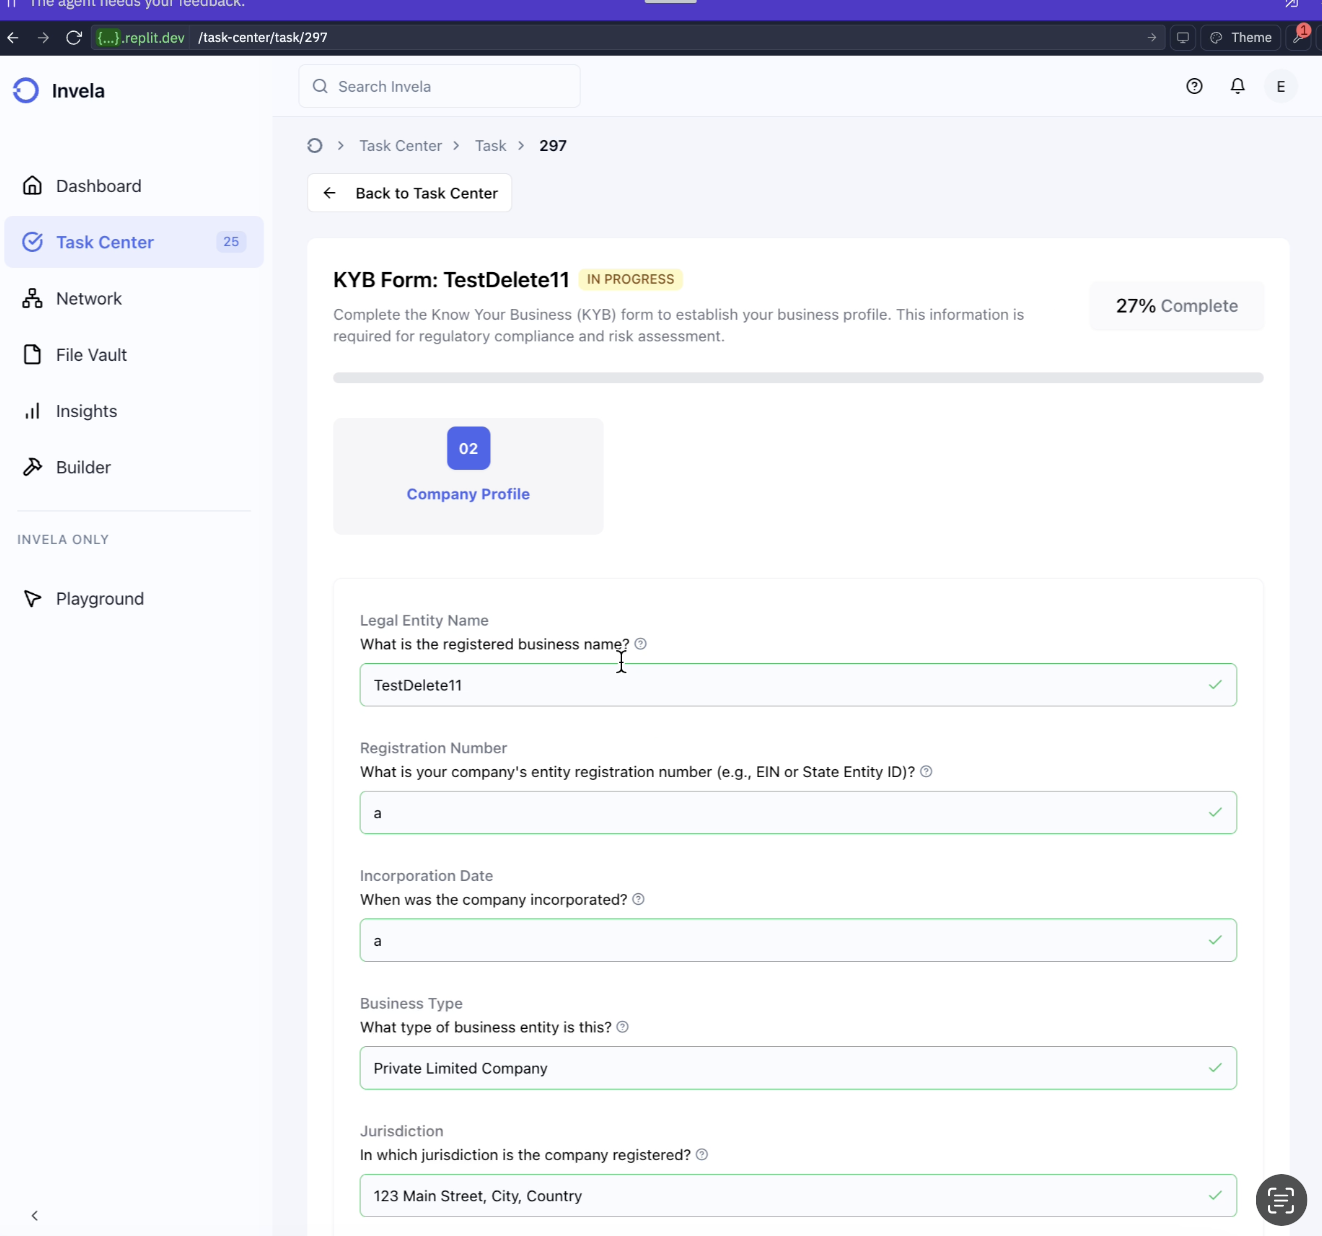 The agent needs your feedback.
{...}.replit.dev /task-center/task/297
Theme
1
Invela
Search Invela
E
Task Center
Task
297
Back to Task Center
Dashboard
Task Center
25
Network
File Vault
Insights
Builder
INVELA ONLY
Playground
KYB Form: TestDelete11
IN PROGRESS
Complete the Know Your Business (KYB) form to establish your business profile. This information is
required for regulatory compliance and risk assessment.
27% Complete
02
Company Profile
Legal Entity Name
What is the registered business name?
TestDelete11
Registration Number
What is your company's entity registration number (e.g., EIN or State Entity ID)?
a
Incorporation Date
When was the company incorporated?
a
Business Type
What type of business entity is this?
Private Limited Company
Jurisdiction
In which jurisdiction is the company registered?
123 Main Street, City, Country